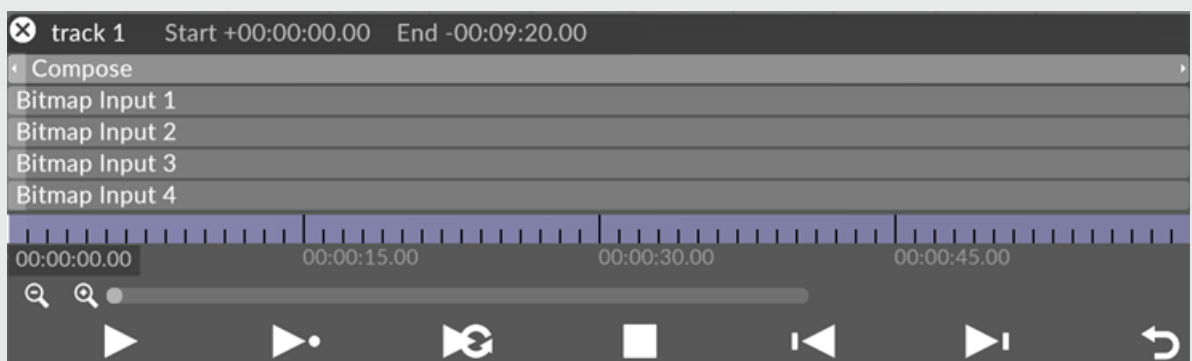 track 1 Start +00:00:00.00 End -00:09:20.00
Compose
Bitmap Input 1
Bitmap Input 2
Bitmap Input 3
Bitmap Input 4
00:00:00.00 00:00:15.00 00:00:30.00 00:00:45.00